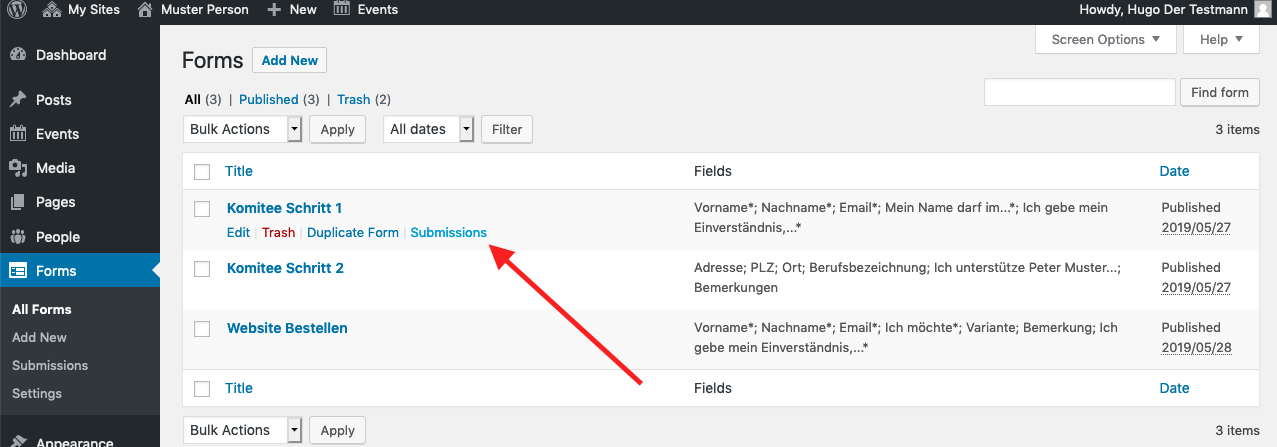 My Sites Muster Person + New Events Howdy, Hugo Der Testmann
Dashboard
Posts
Events
Media
Pages
People
Forms
All Forms
Add New
Submissions
Settings
Appearance
Screen Options ▼ Help ▼
Forms Add New
All (3) | Published (3) | Trash (2)
Find form
Bulk Actions Apply All dates Filter
3 items
Title Fields Date
Komitee Schritt 1
Edit | Trash | Duplicate Form | Submissions
Vorname*; Nachname*; Email*; Mein Name darf im...*; Ich gebe mein
Einverständnis,...*
Published
2019/05/27
Komitee Schritt 2
Adresse; PLZ; Ort; Berufsbezeichnung; Ich unterstütze Peter Muster...;
Bemerkungen
Published
2019/05/27
Website Bestellen
Vorname*; Nachname*; Email*; Ich möchte*; Variante; Bemerkung; Ich
gebe mein Einverständnis,...*
Published
2019/05/28
Title Fields Date
Bulk Actions Apply
3 items